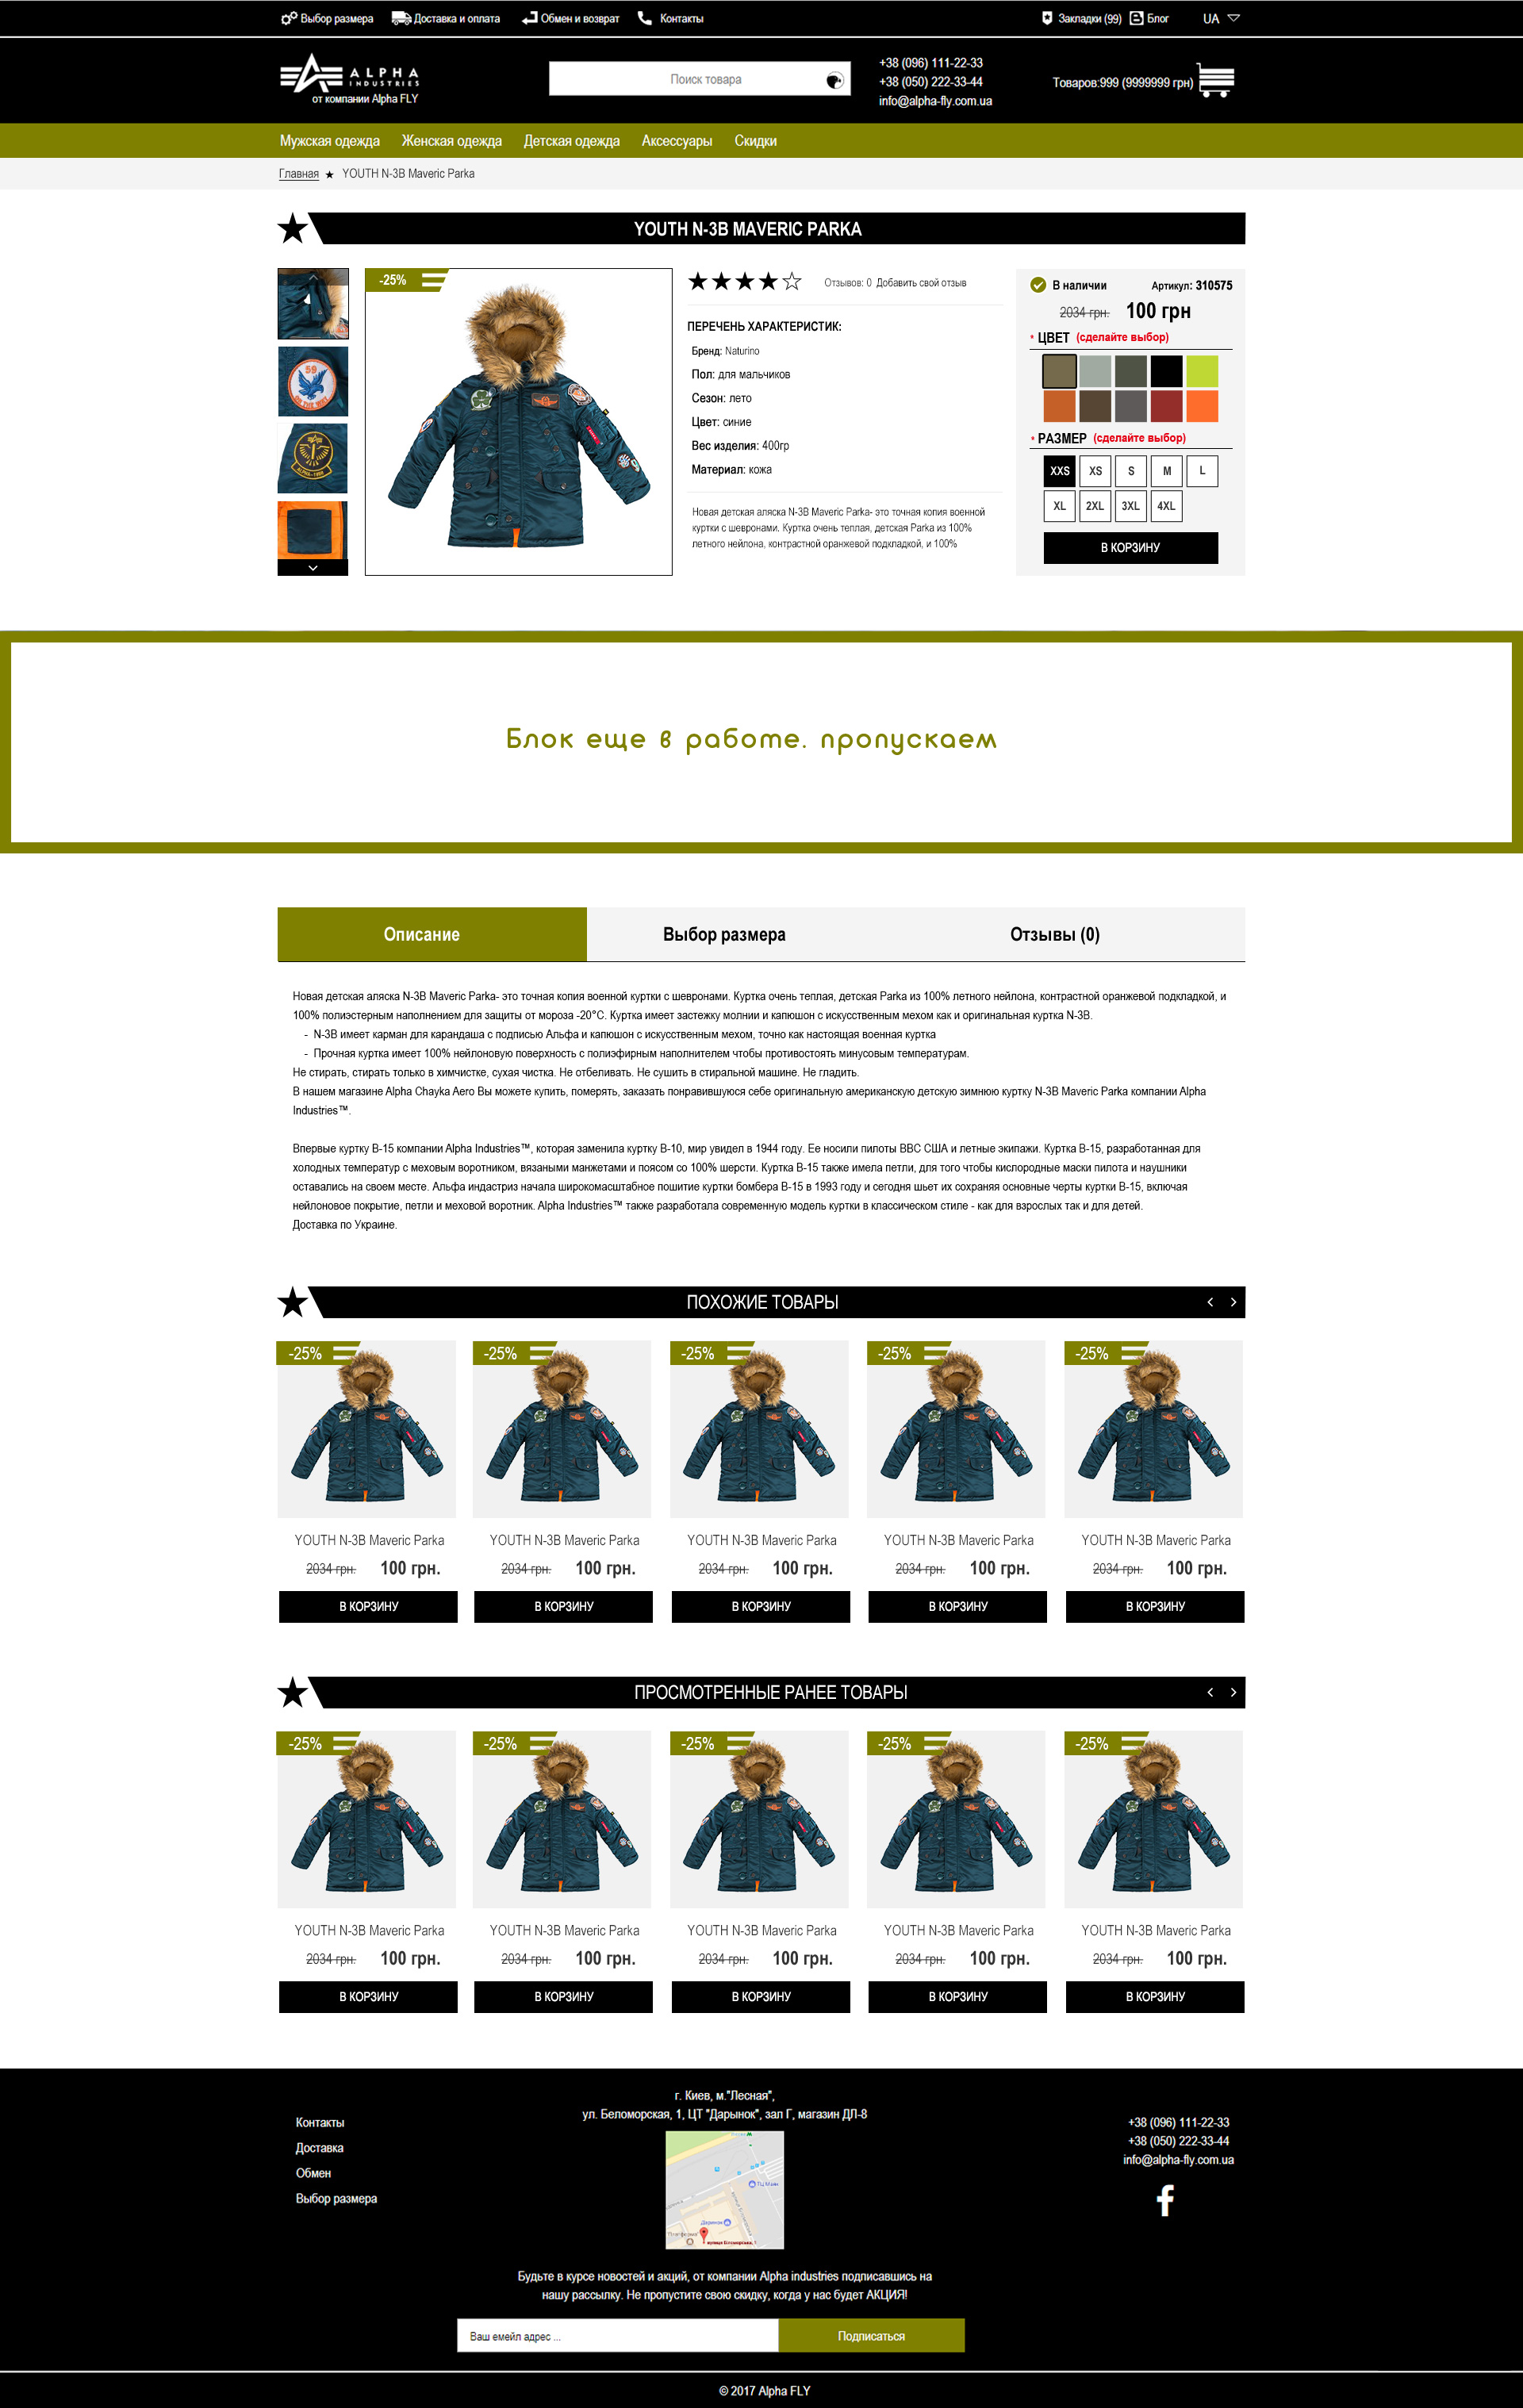 Выбор размера
Доставка и оплата
Обмен и возврат
Контакты
Закладки (99)
Блог
UA
ALPHA
INDUSTRIES
от компании Alpha FLY
Поиск товара
+38 (096) 111-22-33
+38 (050) 222-33-44
info@alpha-fly.com.ua
Товаров:999 (9999999 грн)
Мужская одежда
Женская одежда
Детская одежда
Аксессуары
Скидки
Главная
YOUTH N-3B Maveric Parka
YOUTH N-3B MAVERIC PARKA
59
-25%
Отзывов: 0 Добавить свой отзыв
ПЕРЕЧЕНЬ ХАРАКТЕРИСТИК:
Бренд: Naturino
Пол: для мальчиков
Сезон: лето
Цвет: синие
Вес изделия: 400гр
Материал: кожа
Новая детская аляска N-3B Maveric Parka- это точная копия военной
куртки с шевронами. Куртка очень теплая, детская Parka из 100%
летного нейлона, контрастной оранжевой подкладкой, и 100%
В наличии
Артикул: 310575
2034 грн.
100 грн
* ЦВЕТ (сделайте выбор)
* РАЗМЕР (сделайте выбор)
XXS XS S M L
XL 2XL 3XL 4XL
В КОРЗИНУ
Блок еще в работе. пропускаем
Описание
Выбор размера
Отзывы (0)
Новая детская аляска N-3B Maveric Parka- это точная копия военной куртки с шевронами. Куртка очень теплая, детская Parka из 100% летного нейлона, контрастной оранжевой подкладкой, и
100% полиэстерным наполнением для защиты от мороза -20°C. Куртка имеет застежку молнии и капюшон с искусственным мехом как и оригинальная куртка N-3B.
- N-3B имеет карман для карандаша с подписью Альфа и капюшон с искусственным мехом, точно как настоящая военная куртка
- Прочная куртка имеет 100% нейлоновую поверхность с полиэфирным наполнителем чтобы противостоять минусовым температурам.
Не стирать, стирать только в химчистке, сухая чистка. Не отбеливать. Не сушить в стиральной машине. Не гладить.
В нашем магазине Alpha Chayka Aero Вы можете купить, померять, заказать понравившуюся себе оригинальную американскую детскую зимнюю куртку N-3B Maveric Parka компании Alpha
Industries™.
Впервые куртку B-15 компании Alpha Industries™, которая заменила куртку B-10, мир увидел в 1944 году. Ее носили пилоты ВВС США и летные экипажи. Куртка B-15, разработанная для
холодных температур с меховым воротником, вязаными манжетами и поясом со 100% шерсти. Куртка B-15 также имела петли, для того чтобы кислородные маски пилота и наушники
оставались на своем месте. Альфа индастриз начала широкомасштабное пошитие куртки бомбера B-15 в 1993 году и сегодня шьет их сохраняя основные черты куртки B-15, включая
нейлоновое покрытие, петли и меховой воротник. Alpha Industries™ также разработала современную модель куртки в классическом стиле - как для взрослых так и для детей.
Доставка по Украине.
ПОХОЖИЕ ТОВАРЫ
-25% -25% -25% -25% -25%
YOUTH N-3B Maveric Parka YOUTH N-3B Maveric Parka YOUTH N-3B Maveric Parka YOUTH N-3B Maveric Parka YOUTH N-3B Maveric Parka
2034 грн. 100 грн. 2034 грн. 100 грн. 2034 грн. 100 грн. 2034 грн. 100 грн. 2034 грн. 100 грн.
В КОРЗИНУ В КОРЗИНУ В КОРЗИНУ В КОРЗИНУ В КОРЗИНУ
ПРОСМОТРЕННЫЕ РАНЕЕ ТОВАРЫ
-25% -25% -25% -25% -25%
YOUTH N-3B Maveric Parka YOUTH N-3B Maveric Parka YOUTH N-3B Maveric Parka YOUTH N-3B Maveric Parka YOUTH N-3B Maveric Parka
2034 грн. 100 грн. 2034 грн. 100 грн. 2034 грн. 100 грн. 2034 грн. 100 грн. 2034 грн. 100 грн.
В КОРЗИНУ В КОРЗИНУ В КОРЗИНУ В КОРЗИНУ В КОРЗИНУ
Контакты
Доставка
Обмен
Выбор размера
г. Киев, м."Лесная",
ул. Беломорская, 1, ЦТ "Дарынок", зал Г, магазин ДЛ-8
+38 (096) 111-22-33
+38 (050) 222-33-44
info@alpha-fly.com.ua
Будьте в курсе новостей и акций, от компании Alpha industries подписавшись на
нашу рассылку. Не пропустите свою скидку, когда у нас будет АКЦИЯ!
Ваш емейл адрес ...
Подписаться
© 2017 Alpha FLY